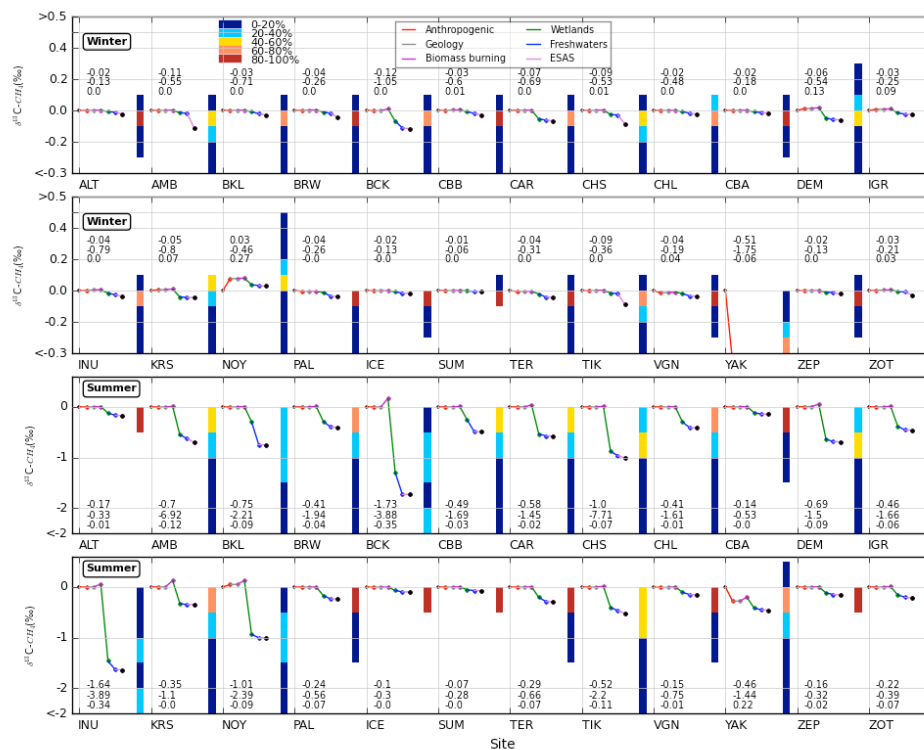 >0.5
0-20%
20-40%
40-60%
60-80%
80-100%
Anthropogenic
Geology
Biomass burning
Wetlands
Freshwaters
ESAS
Winter
δ¹³C-CH₄(‰)
0.2
0.0
-0.2
<-0.3
-0.02 -0.11 -0.03 -0.04 -0.12 -0.03 -0.07 -0.09 -0.02 -0.02 -0.06 -0.03
-0.13 -0.55 -0.71 -0.26 -1.05 -0.6 -0.69 -0.53 -0.48 -0.18 -0.54 -0.25
0.0 0.0 0.0 0.0 0.0 0.01 0.0 0.01 0.0 0.0 0.13 0.09
ALT AMB BKL BRW BCK CBB CAR CHS CHL CBA DEM IGR
>0.5
Winter
δ¹³C-CH₄(‰)
0.2
0.0
-0.2
<-0.3
-0.04 -0.05 0.03 -0.04 -0.02 -0.01 -0.04 -0.09 -0.04 -0.51 -0.02 -0.03
-0.79 -0.8 -0.46 -0.26 -0.13 -0.06 -0.31 -0.36 -0.19 -1.75 -0.13 -0.21
0.0 0.07 0.27 -0.0 0.0 0.0 -0.0 0.0 0.04 -0.06 0.0 0.03
INU KRS NOY PAL ICE SUM TER TIK VGN YAK ZEP ZOT
Summer
δ¹³C-CH₄(‰)
0
-1
<-2
-0.17 -0.7 -0.75 -0.41 -1.73 -0.49 -0.58 -1.0 -0.41 -0.14 -0.69 -0.46
-0.33 -6.92 -2.21 -1.94 -3.88 -1.69 -1.45 -7.71 -1.61 -0.53 -1.5 -1.66
-0.01 -0.12 -0.09 -0.04 -0.35 -0.03 -0.02 -0.07 -0.01 -0.0 -0.09 -0.06
ALT AMB BKL BRW BCK CBB CAR CHS CHL CBA DEM IGR
Summer
δ¹³C-CH₄(‰)
0
-1
-2
<-2
-1.64 -0.35 -1.01 -0.24 -0.1 -0.07 -0.29 -0.52 -0.15 -0.46 -0.16 -0.22
-3.89 -1.1 -2.39 -0.56 -0.3 -0.28 -0.66 -2.2 -0.75 -1.44 -0.32 -0.39
-0.34 -0.0 -0.09 -0.07 -0.0 -0.0 -0.07 -0.11 -0.01 0.22 -0.02 -0.07
INU KRS NOY PAL ICE SUM TER TIK VGN YAK ZEP ZOT
Site